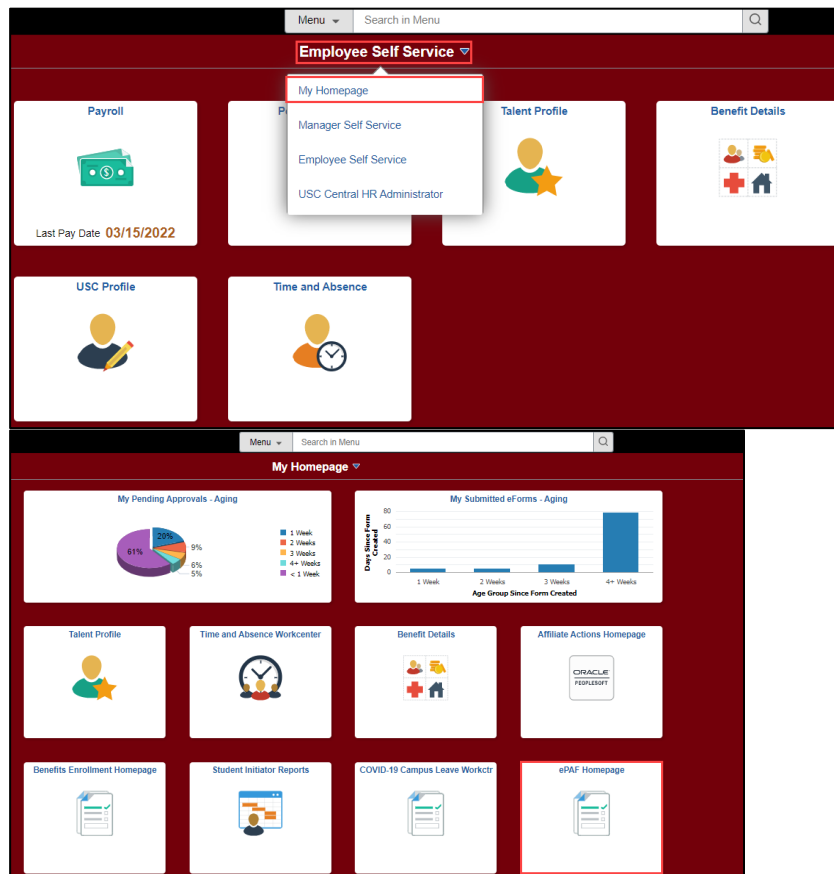 Menu
Search in Menu
Employee Self Service
My Homepage
Manager Self Service
Employee Self Service
USC Central HR Administrator
Payroll
Talent Profile
Benefit Details
Last Pay Date 03/15/2022
USC Profile
Time and Absence
Menu
Search in Menu
My Homepage
My Pending Approvals - Aging
20%
9%
6%
5%
61%
1 Week
2 Weeks
3 Weeks
4+ Weeks
< 1 Week
My Submitted eForms - Aging
Days Since Form
Created
80
60
40
20
0
1 Week
2 Weeks
3 Weeks
4+ Weeks
Age Group Since Form Created
Talent Profile
Time and Absence Workcenter
Benefit Details
Affiliate Actions Homepage
ORACLE
PEOPLESOFT
Benefits Enrollment Homepage
Student Initiator Reports
COVID-19 Campus Leave Workctr
ePAF Homepage